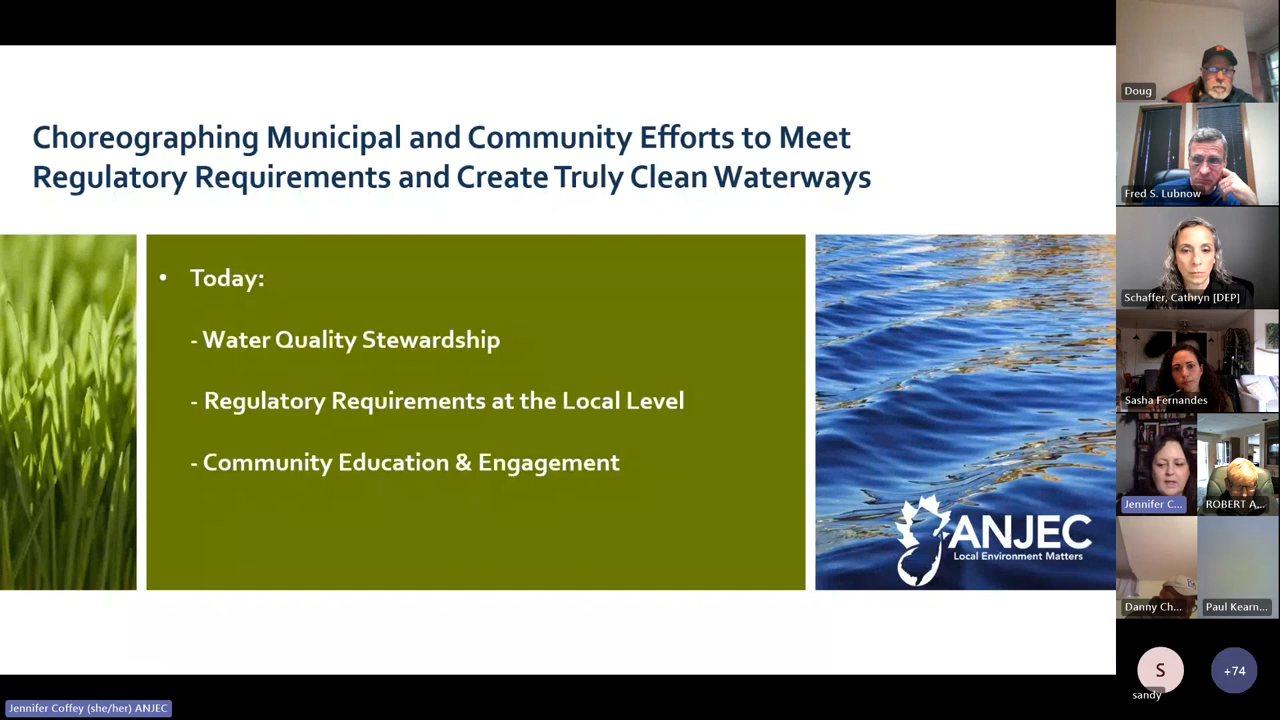 Choreographing Municipal and Community Efforts to Meet
Regulatory Requirements and Create Truly Clean Waterways
• Today:
- Water Quality Stewardship
- Regulatory Requirements at the Local Level
- Community Education & Engagement
ANJEC
Local Environment Matters
Doug
Fred S. Lubnow
Schaffer, Cathryn [DEP]
Sasha Fernandes
Jennifer C...
ROBERT A,...
Danny Ch...
Paul Kearn...
S
sandy
+74
Jennifer Coffey (she/her) ANJEC